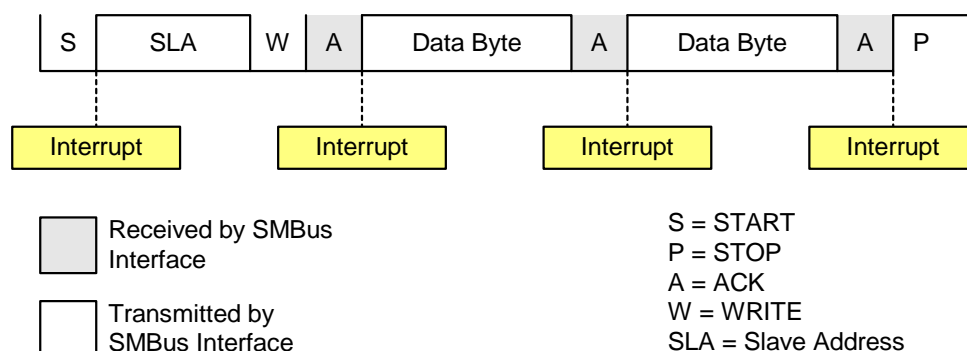 S SLA W A Data Byte A Data Byte A P
Interrupt Interrupt Interrupt Interrupt
Received by SMBus
Interface
Transmitted by
SMBus Interface
S = START
P = STOP
A = ACK
W = WRITE
SLA = Slave Address